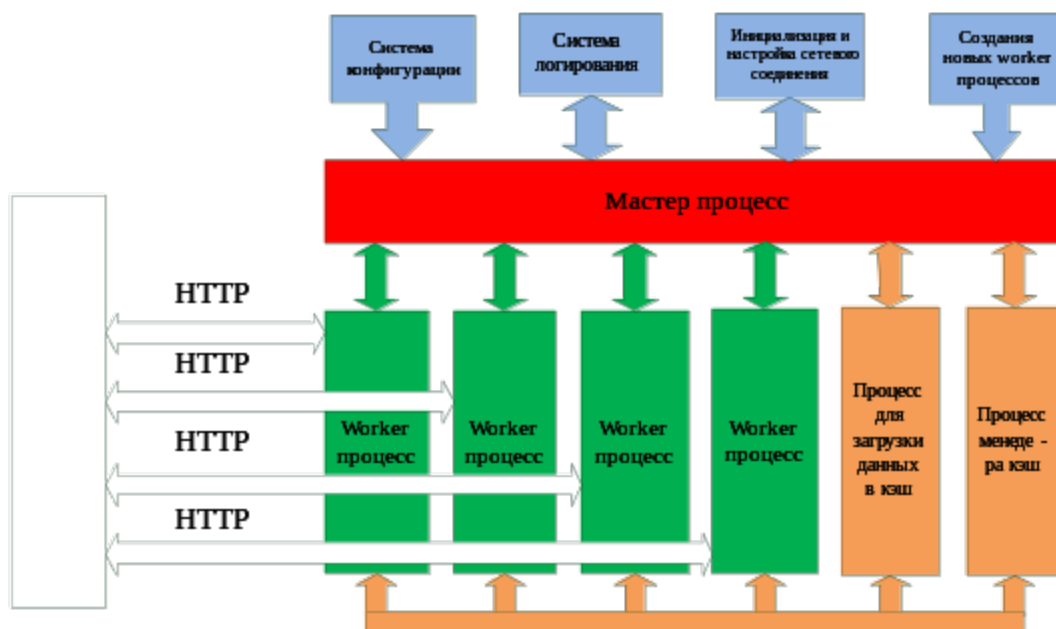 Система
конфигурации
Система
логирования
Инициализация и
настройка сетевого
соединения
Создания
новых worker
процессов
Мастер процесс
HTTP
HTTP
HTTP
HTTP
Worker
процесс
Worker
процесс
Worker
процесс
Worker
процесс
Процесс
для
загрузки
данных
в кэш
Процесс
менеде -
ра кэш